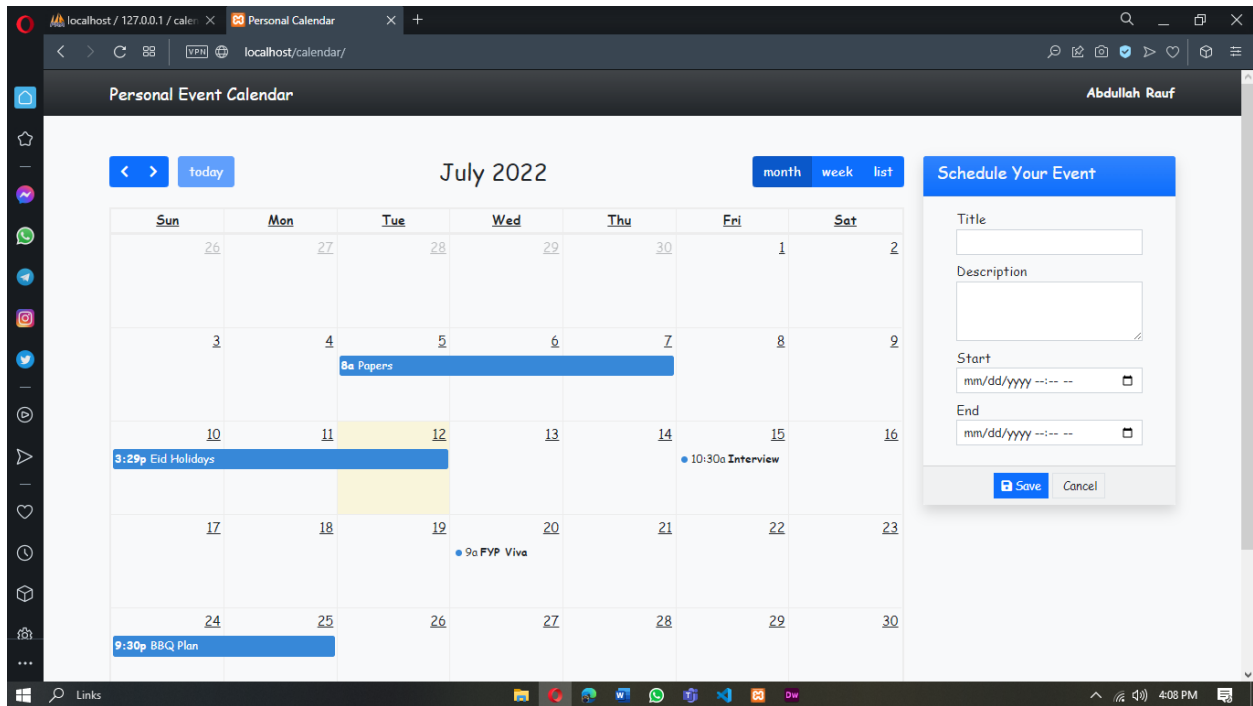 localhost / 127.0.0.1 / calen
Personal Calendar
VPN
localhost/calendar/
Personal Event Calendar
Abdullah Rauf
today
July 2022
month week list
Sun Mon Tue Wed Thu Fri Sat
26 27 28 29 30 1 2
3 4 5 6 7 8 9
8a Papers
10 11 12 13 14 15 16
3:29p Eid Holidays
10:30a Interview
17 18 19 20 21 22 23
9a FYP Viva
24 25 26 27 28 29 30
9:30p BBQ Plan
Schedule Your Event
Title
Description
Start
mm/dd/yyyy --:-- --
End
mm/dd/yyyy --:-- --
Save Cancel
Links
Dw
4:08 PM